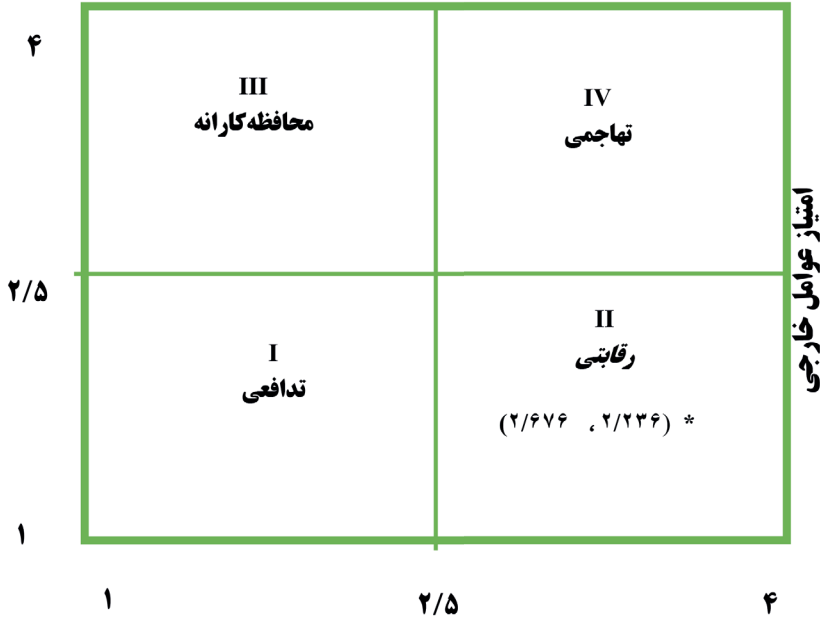 ۴
III
محافظه‌کارانه
IV
تهاجمی
امتیاز عوامل خارجی
۲/۵
I
تدافعی
II
رقابتی
(۲/۶۷۶ ، ۲/۲۳۶) *
۱
۱
۲/۵
۴